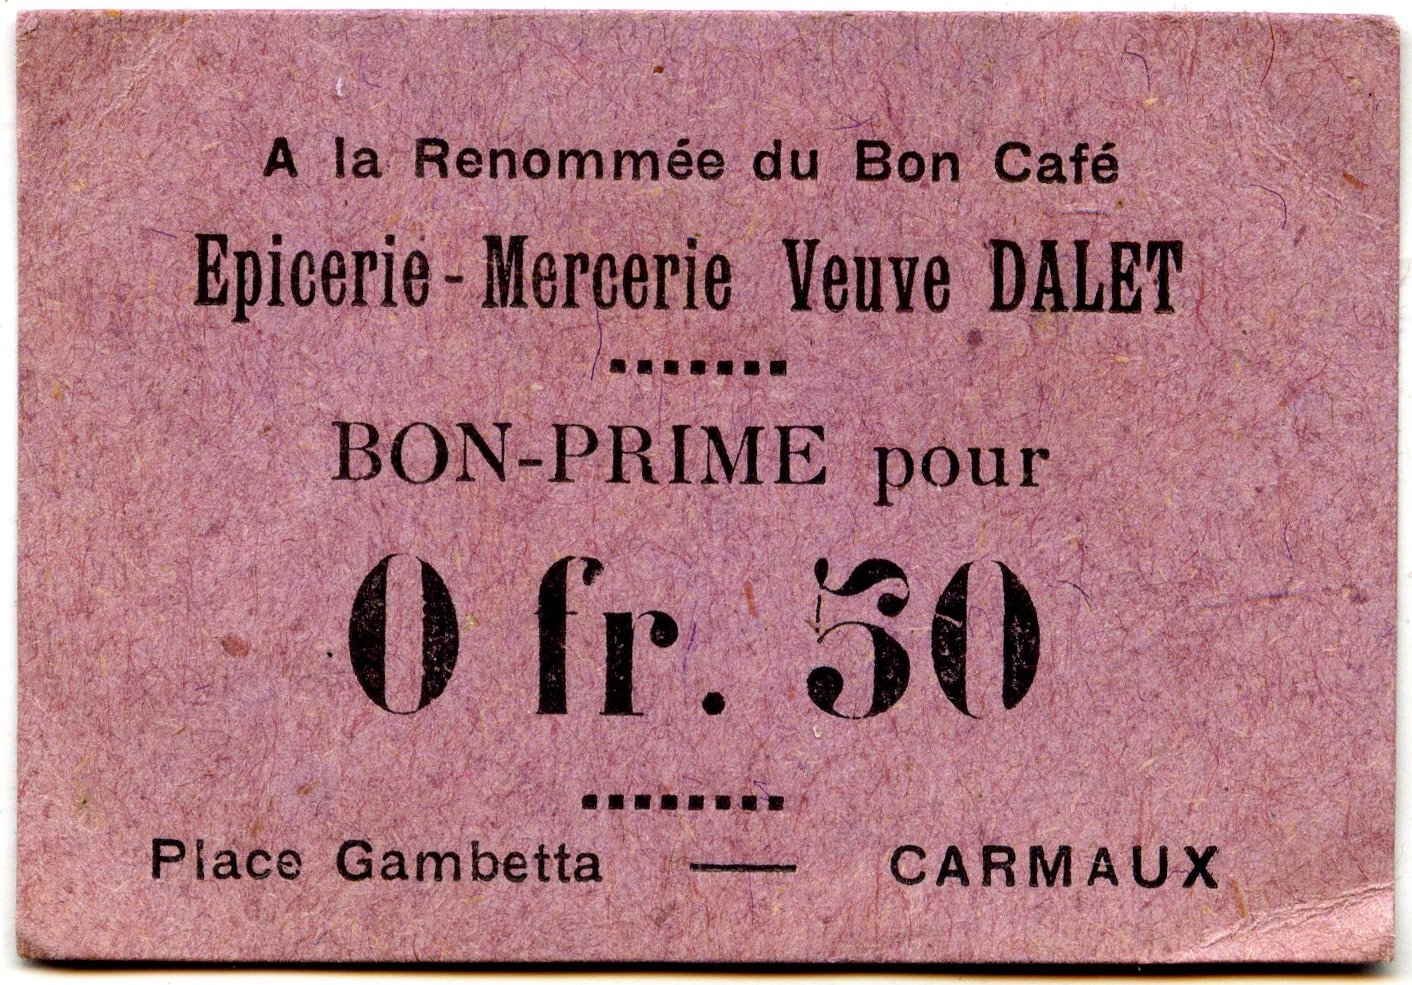 A la Renommée du Bon Café
Epicerie - Mercerie Veuve DALET
BON-PRIME pour
0 fr. 50
Place Gambetta — CARMAUX